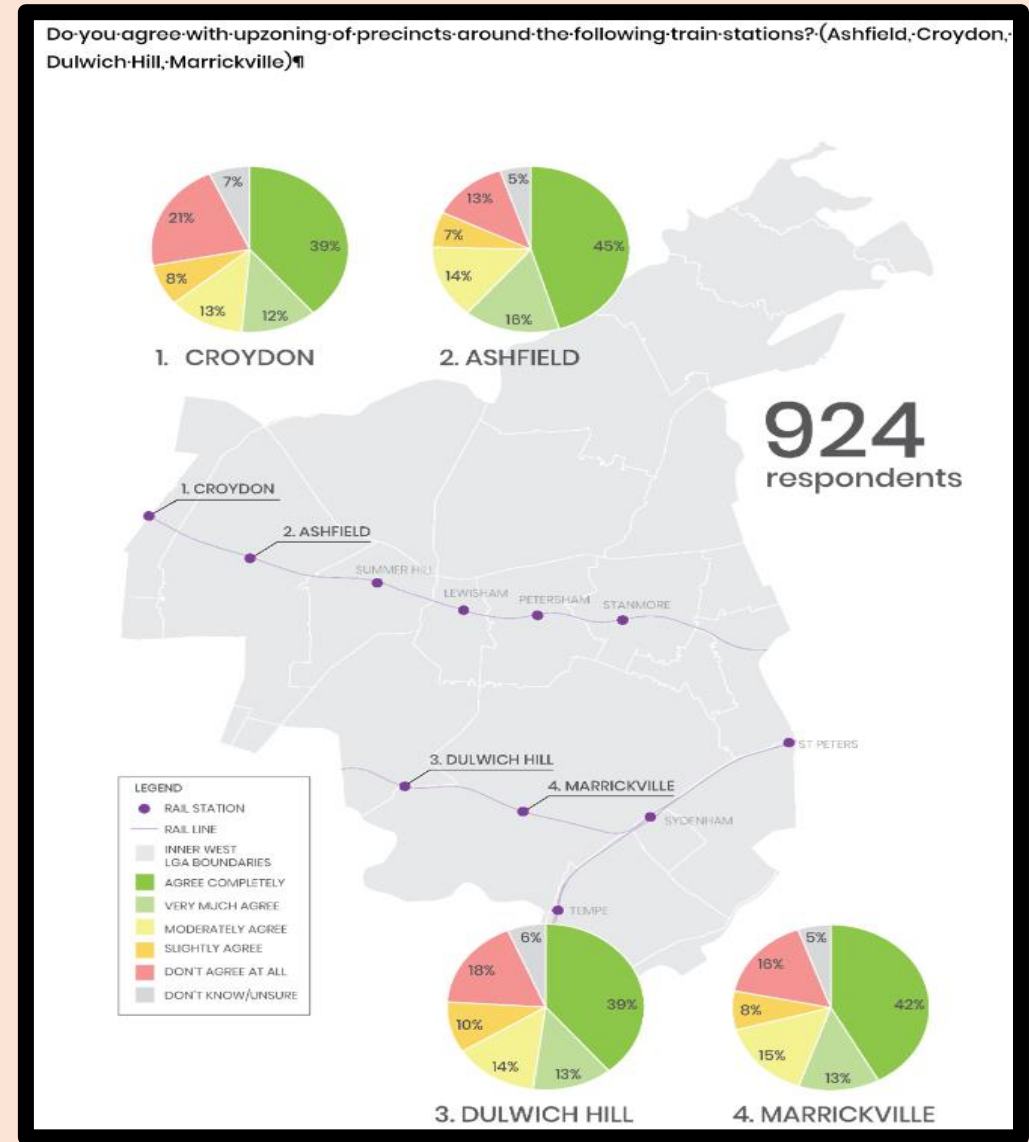 Do·you·agree·with·upzoning·of·precincts·around·the·following·train·stations?·(Ashfield,·Croydon,·
Dulwich·Hill,·Marrickville)¶
7%
21%
39%
8%
13%
12%
1. CROYDON
5%
13%
7%
45%
14%
16%
2. ASHFIELD
924
respondents
1. CROYDON
2. ASHFIELD
SUMMER HILL
LEWISHAM
PETERSHAM
STANMORE
ST PETERS
3. DULWICH HILL
4. MARRICKVILLE
SYDENHAM
TEMPE
LEGEND
RAIL STATION
RAIL LINE
INNER WEST
LGA BOUNDARIES
AGREE COMPLETELY
VERY MUCH AGREE
MODERATELY AGREE
SLIGHTLY AGREE
DON'T AGREE AT ALL
DON'T KNOW/UNSURE
6%
18%
39%
10%
14%
13%
3. DULWICH HILL
5%
16%
42%
8%
15%
13%
4. MARRICKVILLE